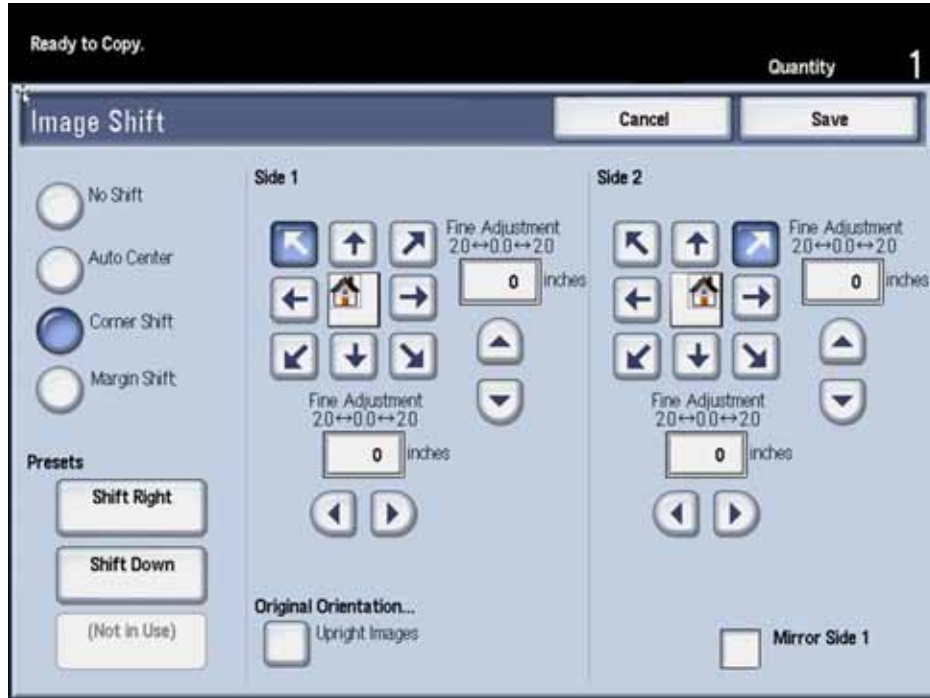 Ready to Copy.
Quantity 1
Image Shift
Cancel
Save
No Shift
Auto Center
Corner Shift
Margin Shift
Presets
Shift Right
Shift Down
(Not in Use)
Side 1
Fine Adjustment
2.0↔0.0↔2.0
0 inches
Fine Adjustment
2.0↔0.0↔2.0
0 inches
Original Orientation...
Upright Images
Side 2
Fine Adjustment
2.0↔0.0↔2.0
0 inches
Fine Adjustment
2.0↔0.0↔2.0
0 inches
Mirror Side 1